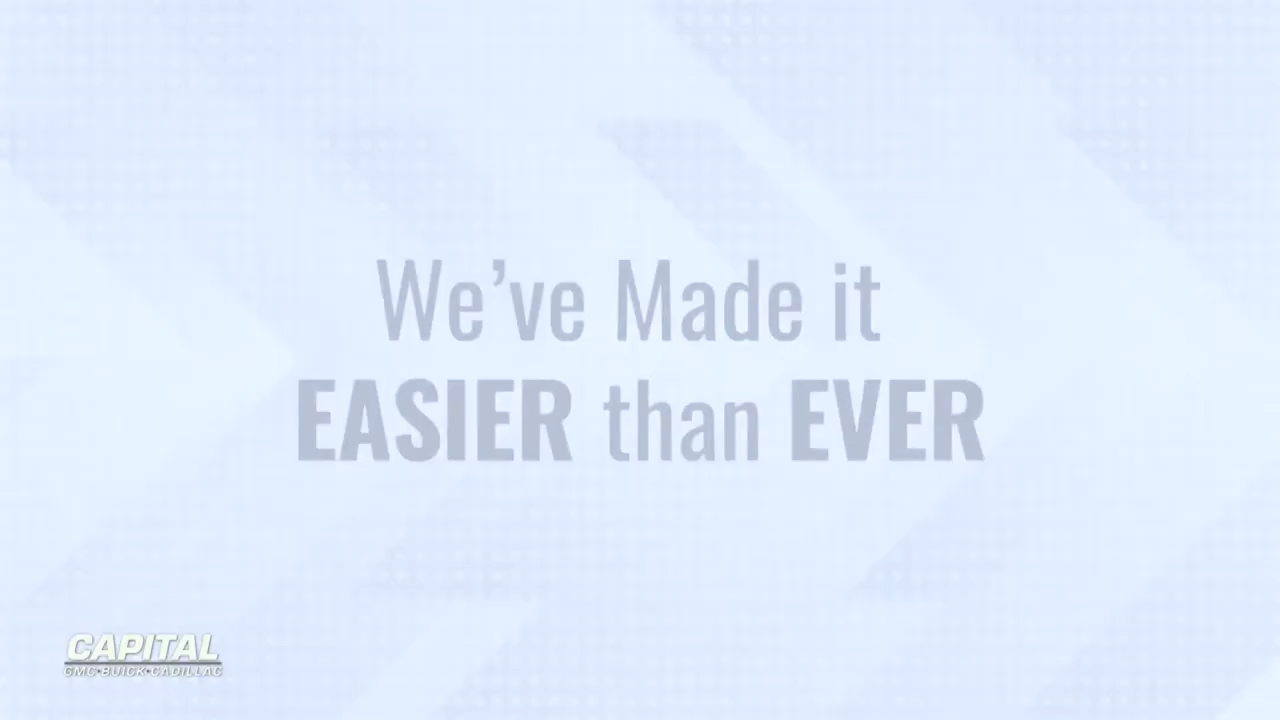 We’ve Made it
EASIER than EVER
CAPITAL
GMC•BUICK•CADILLAC